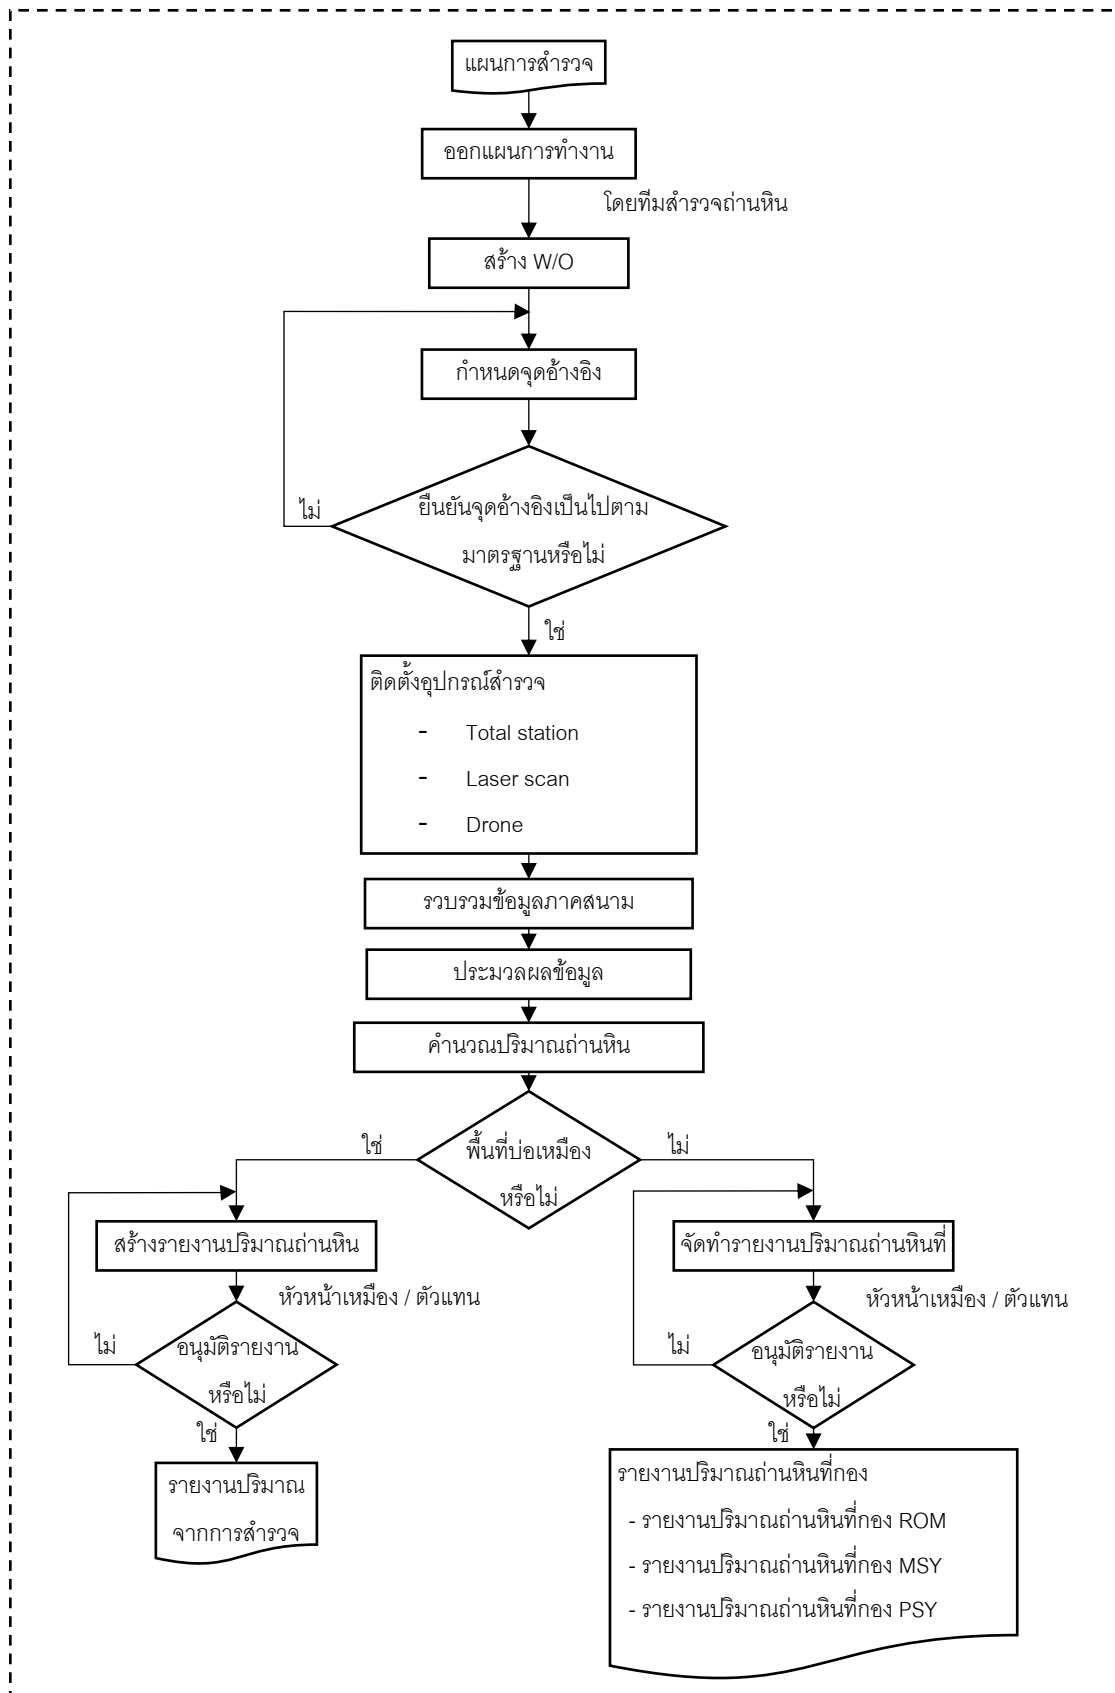 แผนการสำรวจ
ออกแผนการทำงาน
โดยทีมสำรวจถ่านหิน
สร้าง W/O
กำหนดจุดอ้างอิง
ยืนยันจุดอ้างอิงเป็นไปตาม
มาตรฐานหรือไม่
ไม่
ใช่
ติดตั้งอุปกรณ์สำรวจ
- Total station
- Laser scan
- Drone
รวบรวมข้อมูลภาคสนาม
ประมวลผลข้อมูล
คำนวณปริมาณถ่านหิน
พื้นที่บ่อเหมือง
หรือไม่
ใช่
ไม่
สร้างรายงานปริมาณถ่านหิน
หัวหน้าเหมือง / ตัวแทน
อนุมัติรายงาน
หรือไม่
ไม่
ใช่
รายงานปริมาณ
จากการสำรวจ
จัดทำรายงานปริมาณถ่านหินที่
หัวหน้าเหมือง / ตัวแทน
อนุมัติรายงาน
หรือไม่
ไม่
ใช่
รายงานปริมาณถ่านหินที่กอง
- รายงานปริมาณถ่านหินที่กอง ROM
- รายงานปริมาณถ่านหินที่กอง MSY
- รายงานปริมาณถ่านหินที่กอง PSY